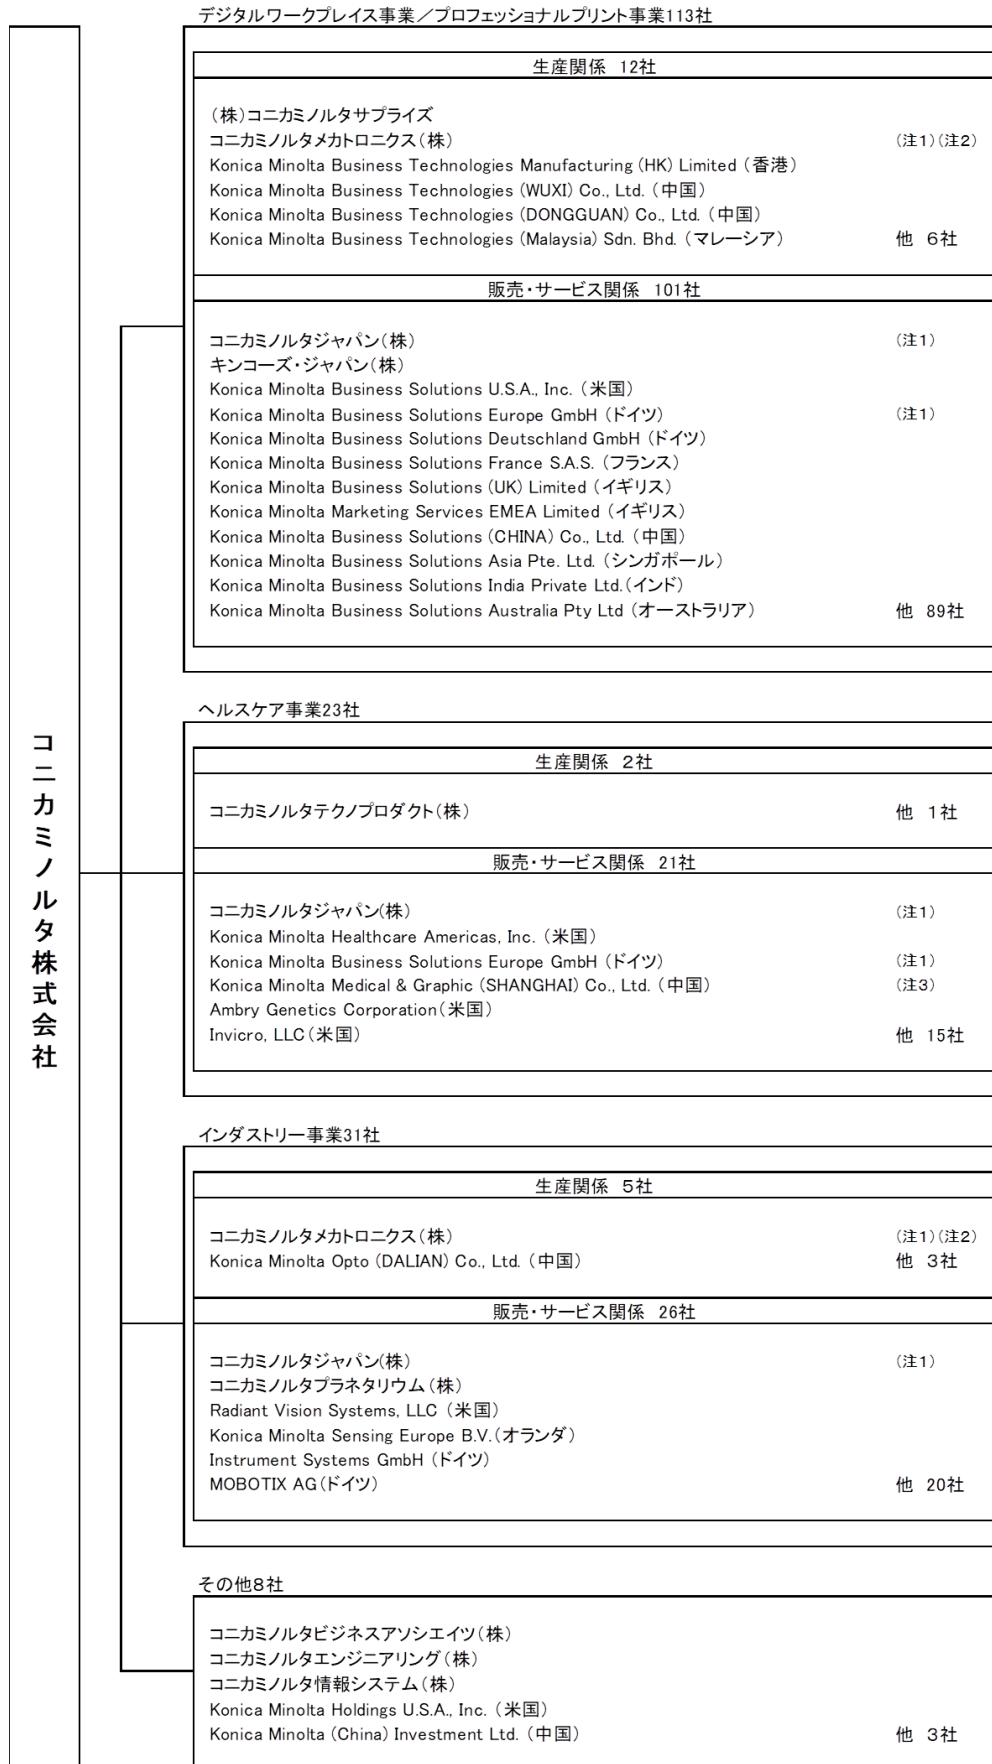 デジタルワークプレイス事業／プロフェッショナルプリント事業113社
生産関係 12社
（株）コニカミノルタサプライズ
コニカミノルタメカトロニクス（株） （注1）（注2）
Konica Minolta Business Technologies Manufacturing (HK) Limited （香港）
Konica Minolta Business Technologies (WUXI) Co., Ltd. （中国）
Konica Minolta Business Technologies (DONGGUAN) Co., Ltd. （中国）
Konica Minolta Business Technologies (Malaysia) Sdn. Bhd. （マレーシア） 他 6社
販売・サービス関係 101社
コニカミノルタジャパン（株） （注1）
キンコーズ・ジャパン（株）
Konica Minolta Business Solutions U.S.A., Inc. （米国）
Konica Minolta Business Solutions Europe GmbH （ドイツ） （注1）
Konica Minolta Business Solutions Deutschland GmbH （ドイツ）
Konica Minolta Business Solutions France S.A.S. （フランス）
Konica Minolta Business Solutions (UK) Limited （イギリス）
Konica Minolta Marketing Services EMEA Limited （イギリス）
Konica Minolta Business Solutions (CHINA) Co., Ltd. （中国）
Konica Minolta Business Solutions Asia Pte. Ltd. （シンガポール）
Konica Minolta Business Solutions India Private Ltd.（インド）
Konica Minolta Business Solutions Australia Pty Ltd （オーストラリア） 他 89社
ヘルスケア事業23社
生産関係 2社
コニカミノルタテクノプロダクト（株） 他 1社
販売・サービス関係 21社
コニカミノルタジャパン(株） （注1）
Konica Minolta Healthcare Americas, Inc. （米国）
Konica Minolta Business Solutions Europe GmbH （ドイツ） （注1）
Konica Minolta Medical & Graphic (SHANGHAI) Co., Ltd. （中国） （注3）
Ambry Genetics Corporation（米国）
Invicro, LLC（米国） 他 15社
コニカミノルタ株式会社
インダストリー事業31社
生産関係 5社
コニカミノルタメカトロニクス（株） （注1）（注2）
Konica Minolta Opto (DALIAN) Co., Ltd. （中国） 他 3社
販売・サービス関係 26社
コニカミノルタジャパン(株） （注1）
コニカミノルタプラネタリウム（株）
Radiant Vision Systems, LLC （米国）
Konica Minolta Sensing Europe B.V.（オランダ）
Instrument Systems GmbH （ドイツ）
MOBOTIX AG（ドイツ） 他 20社
その他8社
コニカミノルタビジネスアソシエイツ（株）
コニカミノルタエンジニアリング（株）
コニカミノルタ情報システム（株）
Konica Minolta Holdings U.S.A., Inc. （米国）
Konica Minolta (China) Investment Ltd. （中国） 他 3社